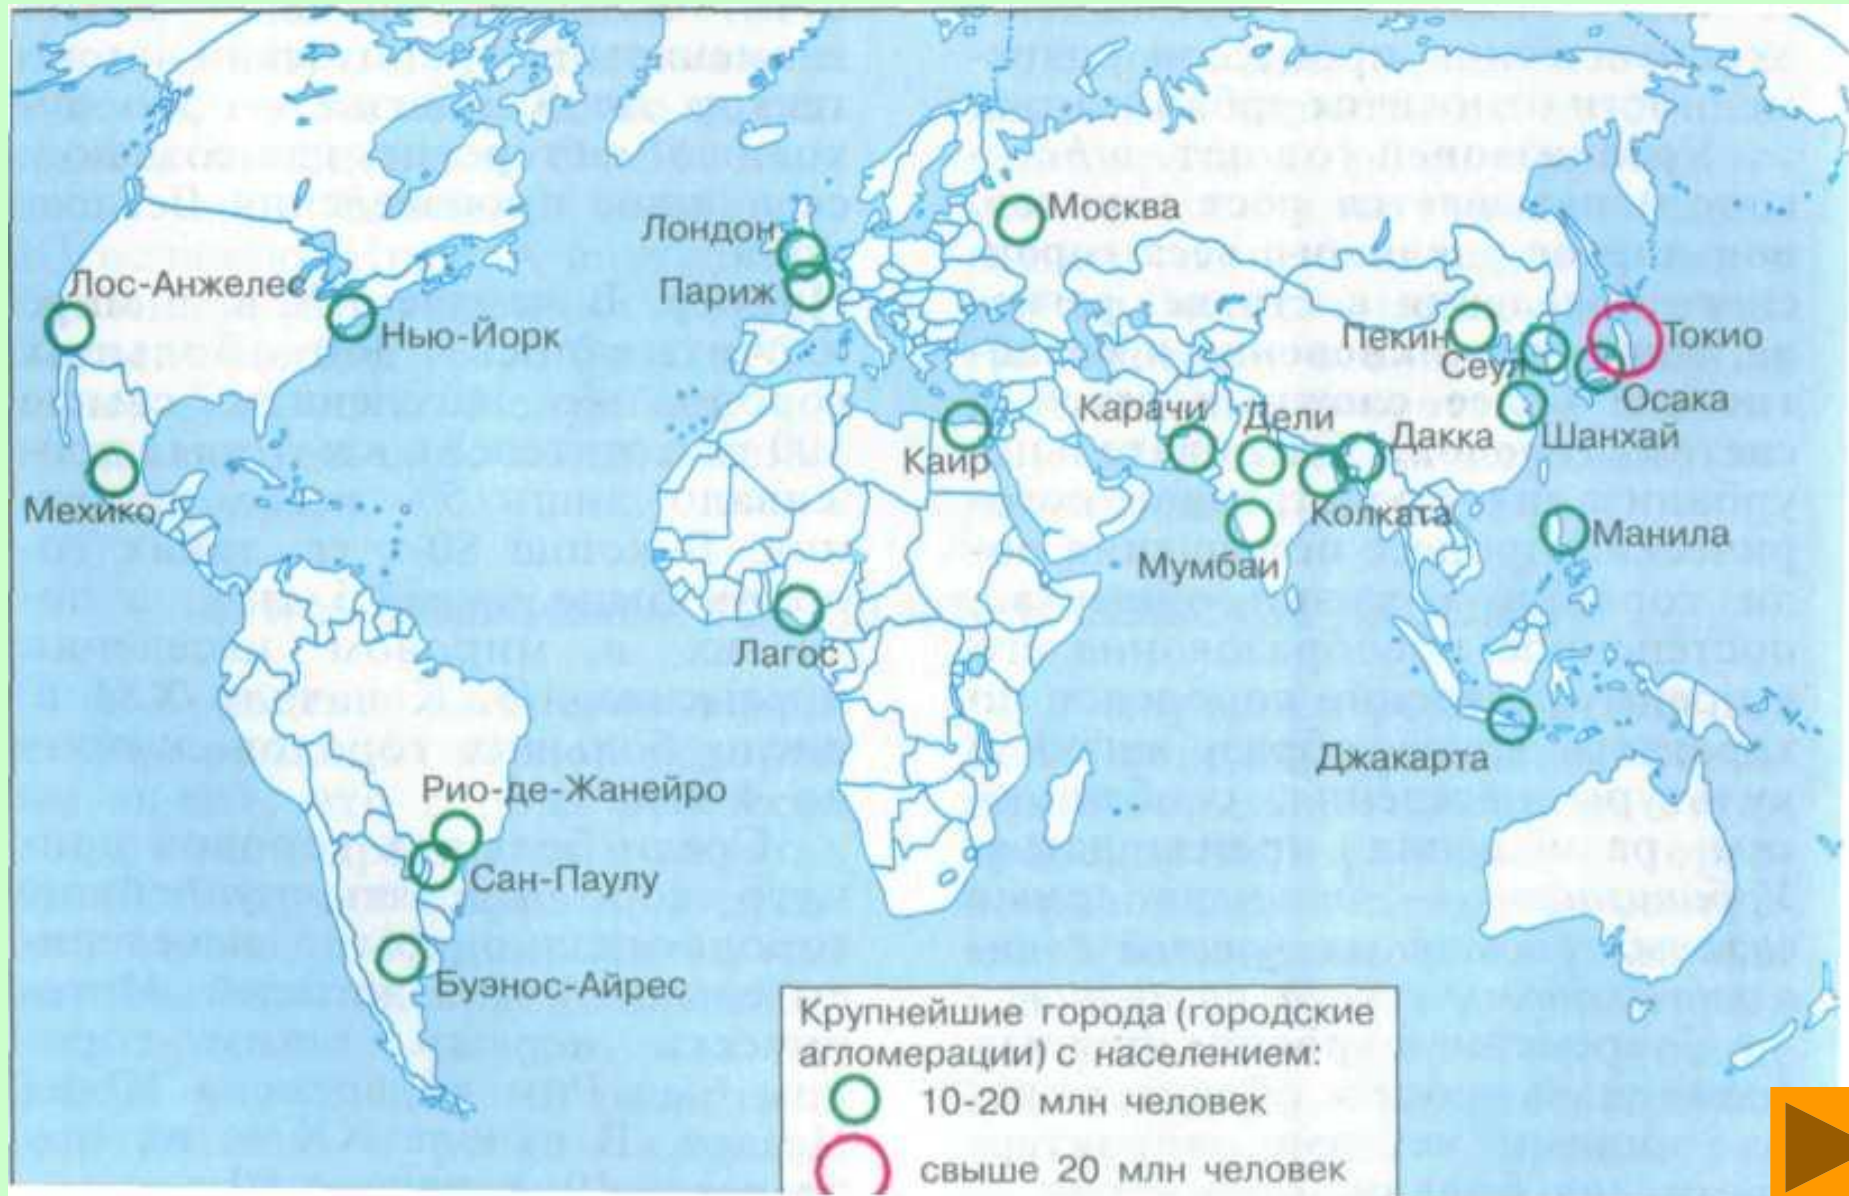 Москва
Лондон
Париж
Лос-Анжелес
Нью-Йорк
Пекин
Токио
Сеул
Осака
Карачи
Дели
Дакка
Шанхай
Каир
Мехико
Колката
Манила
Мумбаи
Лагос
Джакарта
Рио-де-Жанейро
Сан-Паулу
Буэнос-Айрес
Крупнейшие города (городские
агломерации) с населением:
10-20 млн человек
свыше 20 млн человек